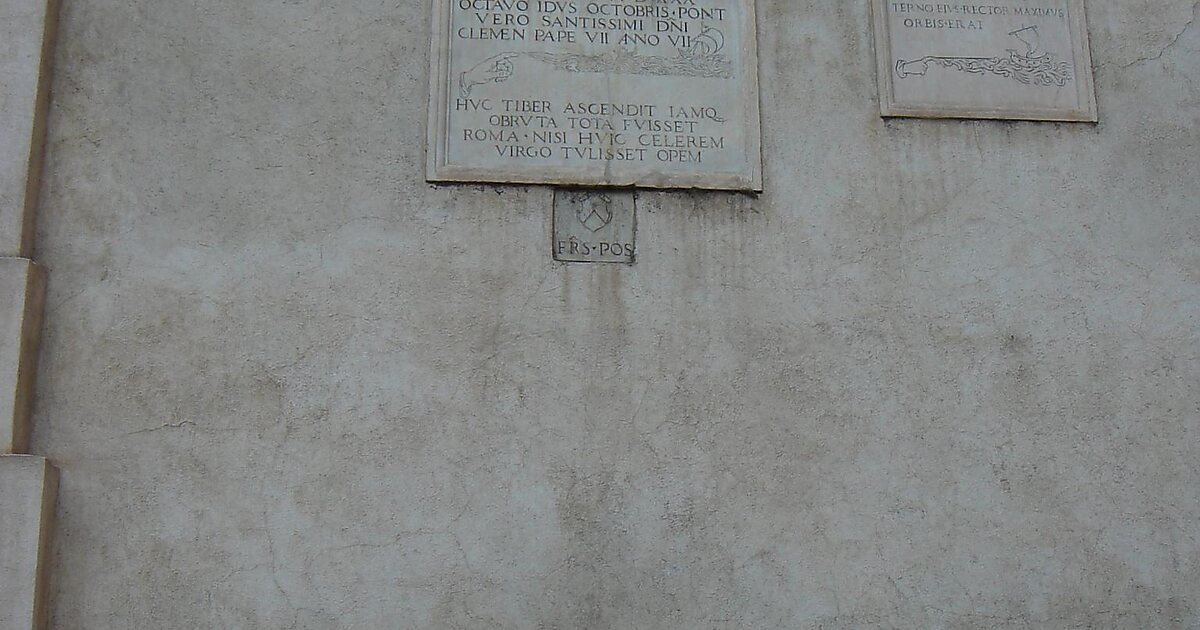 OCTAVO IDVS OCTOBRIS·PONT
VERO SANTISSIMI DNI
CLEMEN PAPE VII ANO VII
HVC TIBER ASCENDIT IAMQ
OBRVTA TOTA FVISSET
ROMA·NISI HVIC CELEREM
VIRGO TVLISSET OPEM
FRS·POS
TERNO EIVS·RECTOR MAXIMVS
ORBIS·ERAT